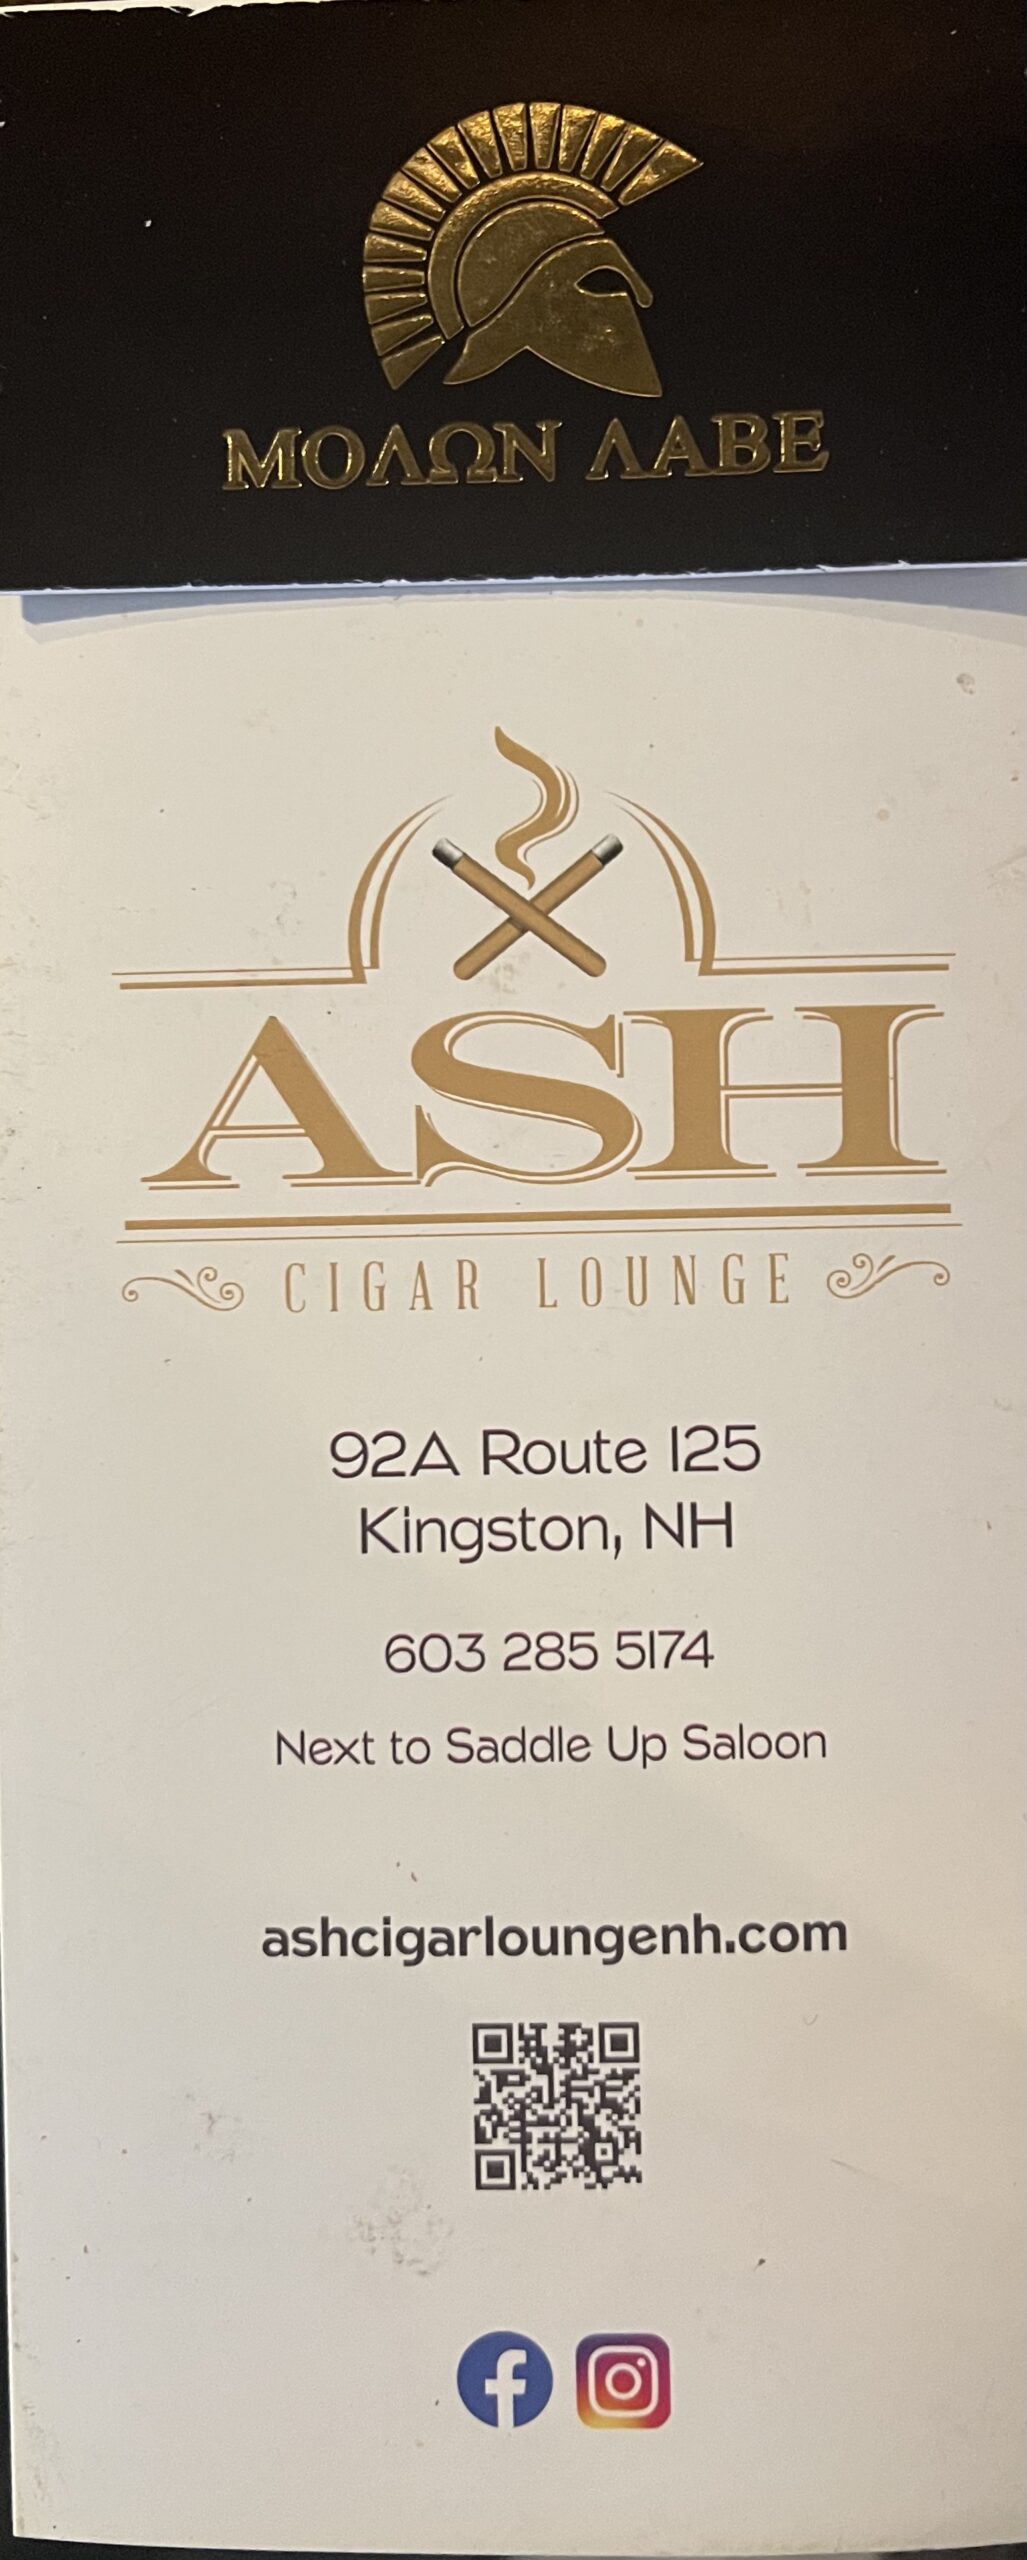 ΜΟΛΩΝ ΛΑΒΕ
ASH
CIGAR LOUNGE
92A Route 125
Kingston, NH
603 285 5174
Next to Saddle Up Saloon
ashcigarloungenh.com